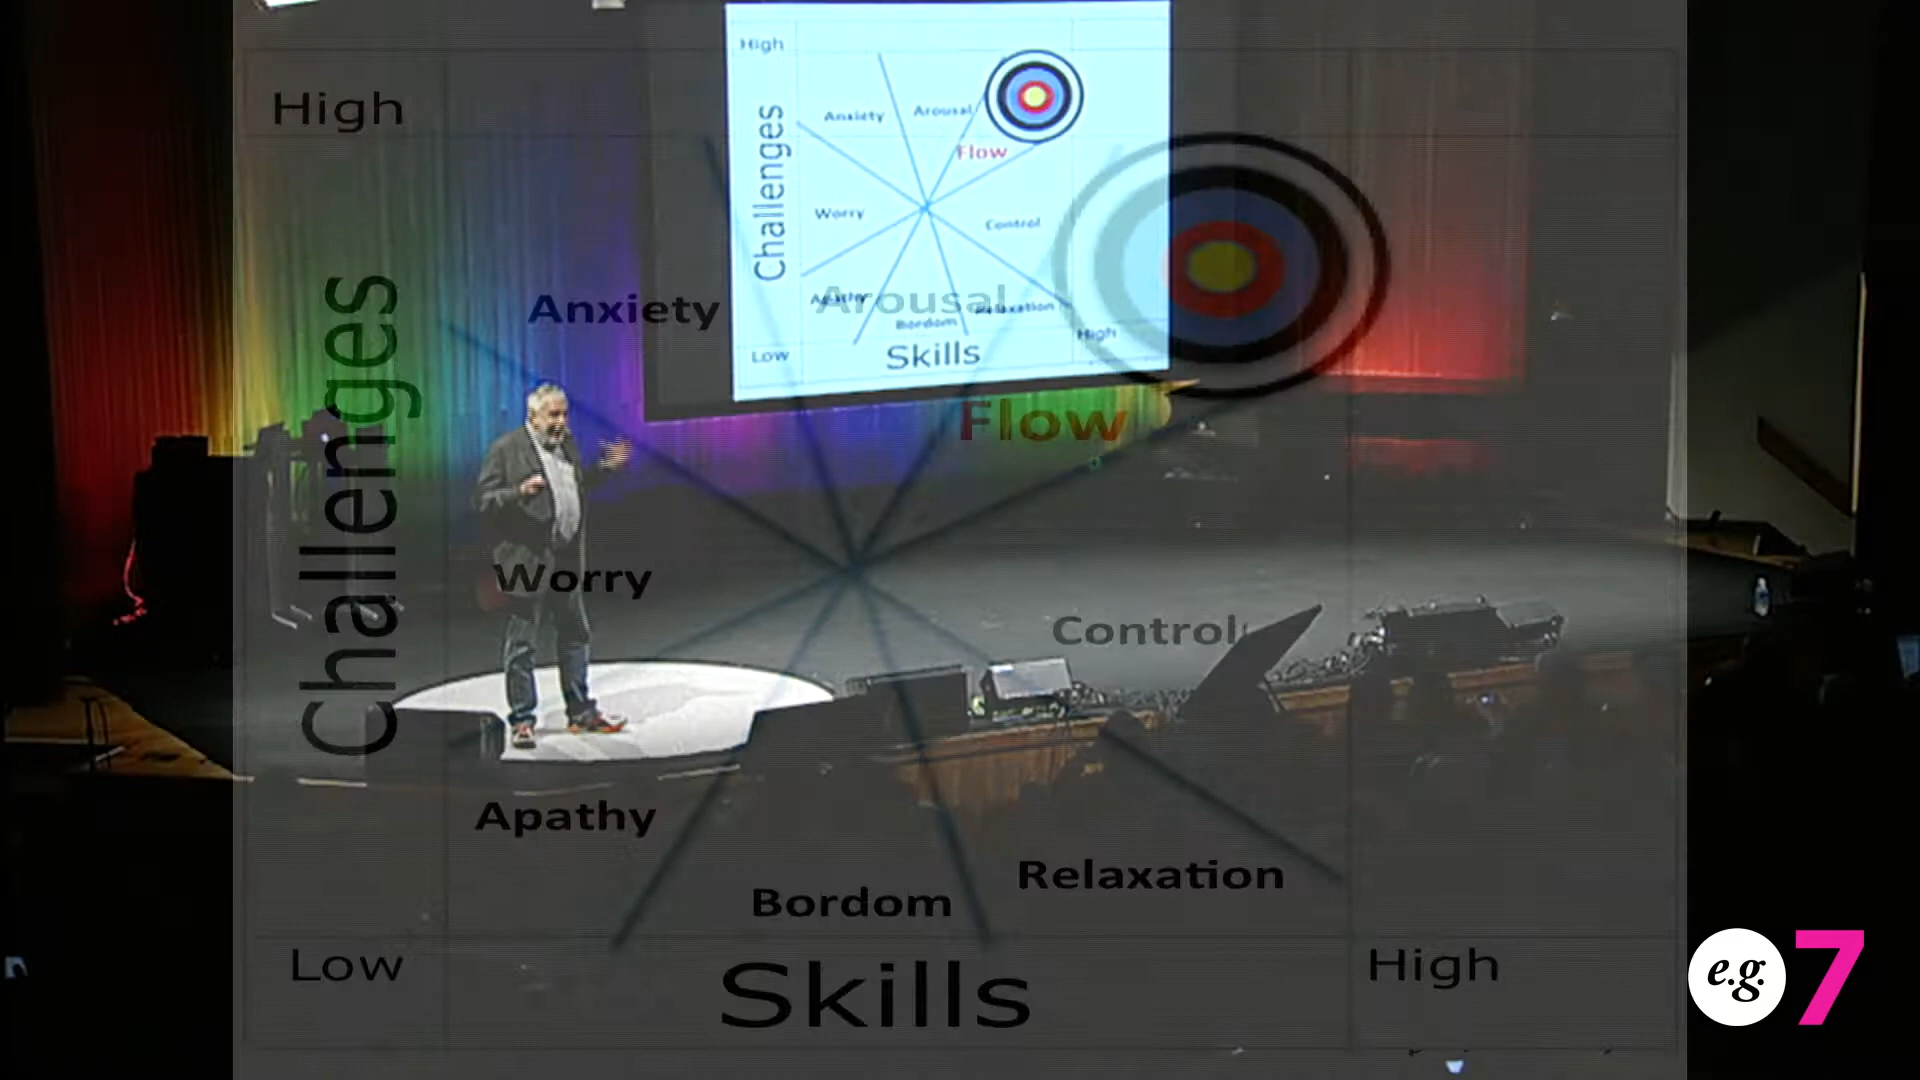 High
Challenges
Anxiety
Arousal
Flow
Worry
Control
Apathy
Bordom
Relaxation
Low
Skills
High
High
Challenges
Anxiety
Arousal
Flow
Worry
Control
Apathy
Relaxation
Bordom
Low
Skills
High
e.g. 7